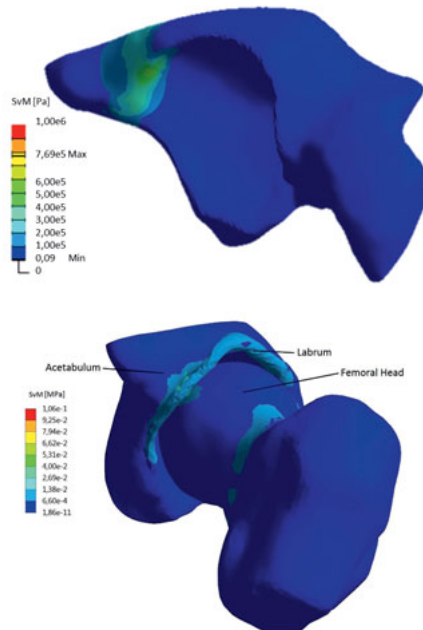 SvM [Pa]
1,00e6
7,69e5 Max
6,00e5
5,00e5
4,00e5
3,00e5
2,00e5
1,00e5
0,09 Min
0
Acetabulum
Labrum
Femoral Head
SvM [MPa]
1,06e-1
9,25e-2
7,94e-2
6,62e-2
5,31e-2
4,00e-2
2,69e-2
1,38e-2
6,60e-4
1,86e-11